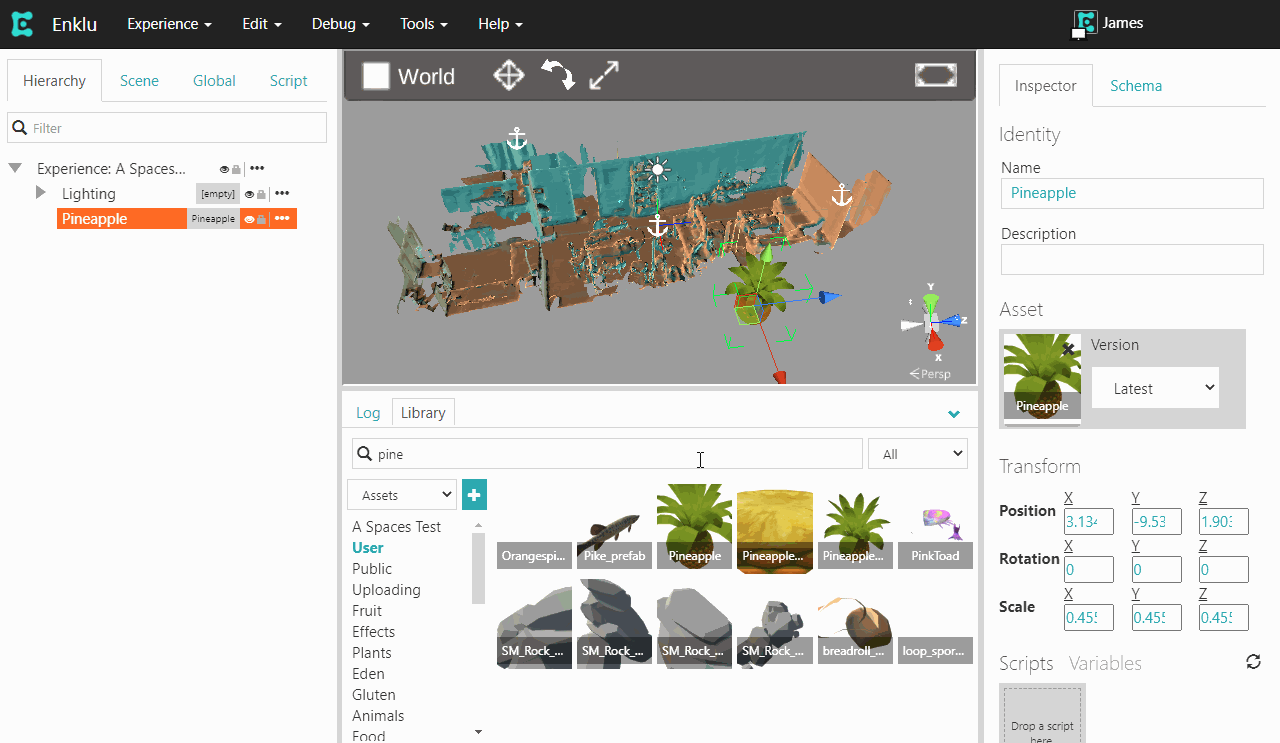 Enklu Experience Edit Debug Tools Help James
Hierarchy Scene Global Script
Filter
Experience: A Spaces...
Lighting [empty]
Pineapple Pineapple
World
Y
Z
X
Persp
Log Library
pine All
Assets
A Spaces Test
User
Public
Uploading
Fruit
Effects
Plants
Eden
Gluten
Animals
Food
Orangespi... Pike_prefab Pineapple Pineapple... Pineapple... PinkToad
SM_Rock_... SM_Rock_... SM_Rock_... SM_Rock_... breadroll_... loop_spor...
Inspector Schema
Identity
Name
Pineapple
Description
Asset
Version
Latest
Pineapple
Transform
X Y Z
Position 3.134 -9.53 1.903
X Y Z
Rotation 0 0 0
X Y Z
Scale 0.455 0.455 0.455
Scripts Variables
Drop a script
here